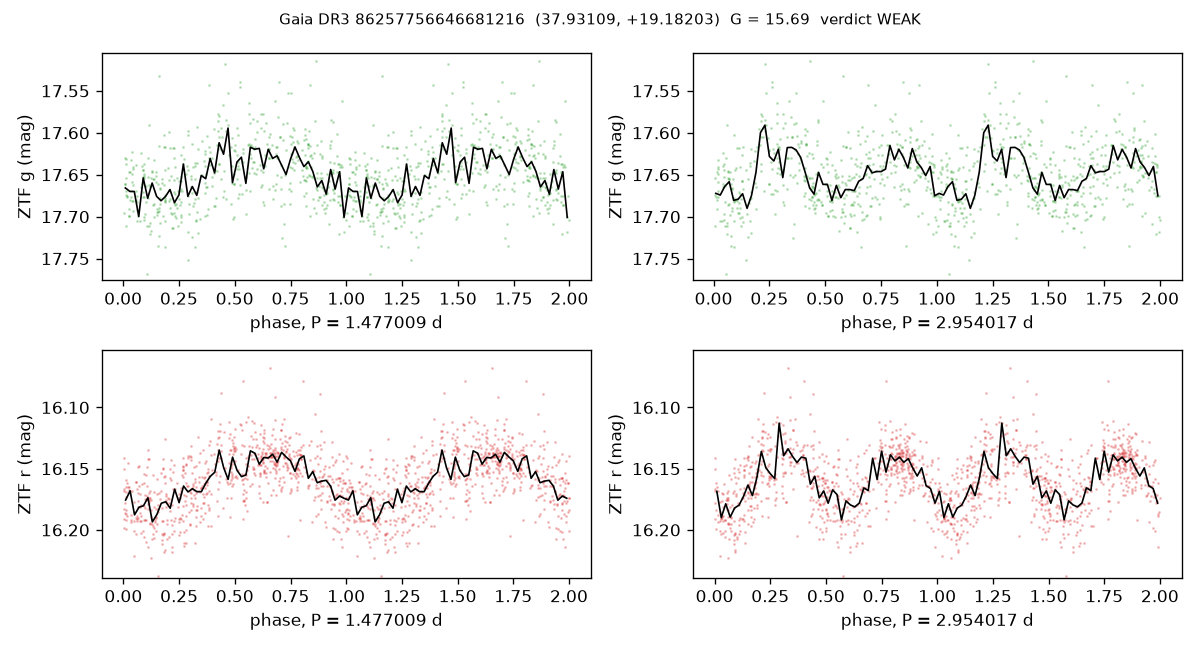 Gaia DR3 86257756646681216  (37.93109, +19.18203)  G = 15.69  verdict WEAK
ZTF g (mag)
17.55
17.60
17.65
17.70
17.75
0.00 0.25 0.50 0.75 1.00 1.25 1.50 1.75 2.00
phase, P = 1.477009 d
ZTF g (mag)
17.55
17.60
17.65
17.70
17.75
0.00 0.25 0.50 0.75 1.00 1.25 1.50 1.75 2.00
phase, P = 2.954017 d
ZTF r (mag)
16.10
16.15
16.20
0.00 0.25 0.50 0.75 1.00 1.25 1.50 1.75 2.00
phase, P = 1.477009 d
ZTF r (mag)
16.10
16.15
16.20
0.00 0.25 0.50 0.75 1.00 1.25 1.50 1.75 2.00
phase, P = 2.954017 d